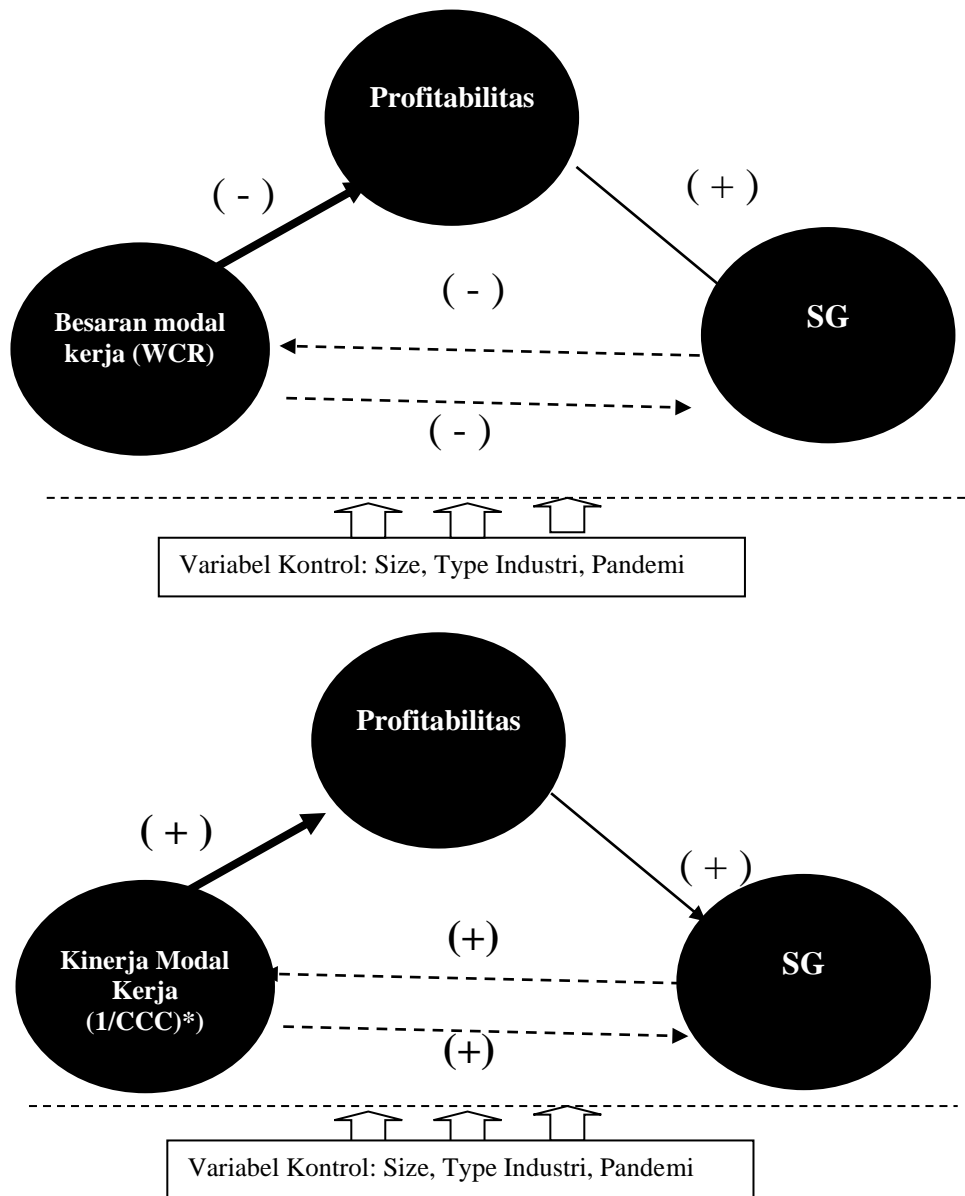 Profitabilitas
( - )
( + )
( - )
Besaran modal
kerja (WCR)
SG
( - )
Variabel Kontrol: Size, Type Industri, Pandemi
Profitabilitas
( + )
( + )
(+)
Kinerja Modal
Kerja
(1/CCC)*)
SG
(+)
Variabel Kontrol: Size, Type Industri, Pandemi